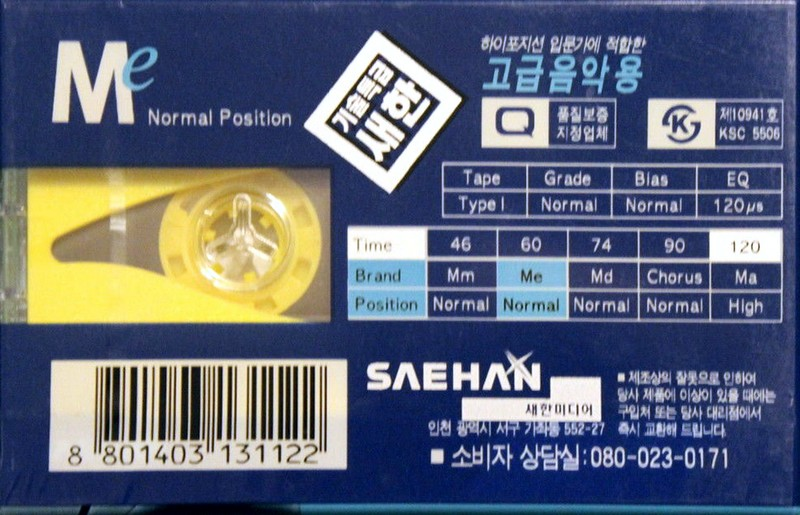 Me
Normal Position
기술특급
새한
하이포지션 입문기에 적합한
고급음악용
Q 품질보증
지정업체
K 제10941호
KSC 5506
Tape Grade Bias EQ
Type I Normal Normal 120μs
Time 46 60 74 90 120
Brand Mm Me Md Chorus Ma
Position Normal Normal Normal Normal High
SAEHAN
새한미디어
인천 광역시 서구 가좌동 552-27
■ 제조상의 잘못으로 인하여
당사 제품에 이상이 있을 때에는
구입처 또는 당사 대리점에서
즉시 교환해 드립니다.
■ 소비자 상담실:080-023-0171
8 801403 131122